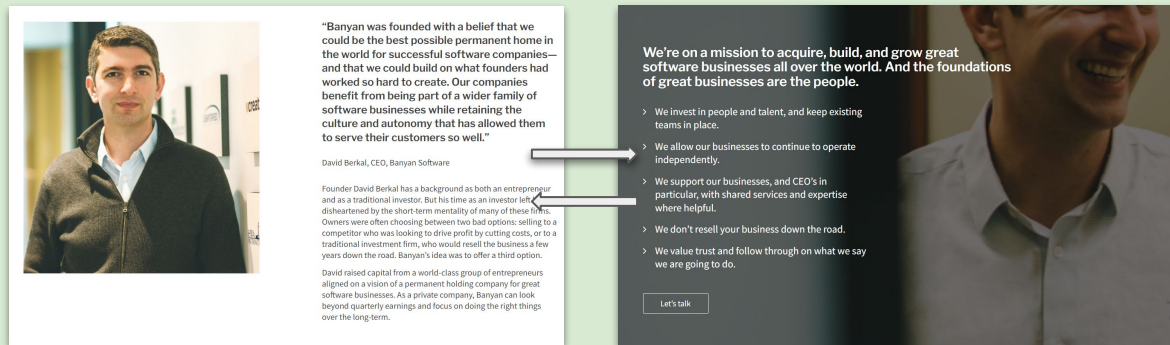 “Banyan was founded with a belief that we
could be the best possible permanent home in
the world for successful software companies—
and that we could build on what founders had
worked so hard to create. Our companies
benefit from being part of a wider family of
software businesses while retaining the
culture and autonomy that has allowed them
to serve their customers so well.”
David Berkal, CEO, Banyan Software
Founder David Berkal has a background as both an entrepreneur
and as a traditional investor. But his time as an investor left
disheartened by the short-term mentality of many of these firms.
Owners were often choosing between two bad options: selling to a
competitor who was looking to drive profit by cutting costs, or to a
traditional investment firm, who would resell the business a few
years down the road. Banyan’s idea was to offer a third option.
David raised capital from a world-class group of entrepreneurs
aligned on a vision of a permanent holding company for great
software businesses. As a private company, Banyan can look
beyond quarterly earnings and focus on doing the right things
over the long-term.
We’re on a mission to acquire, build, and grow great
software businesses all over the world. And the foundations
of great businesses are the people.
We invest in people and talent, and keep existing
teams in place.
We allow our businesses to continue to operate
independently.
We support our businesses, and CEO’s in
particular, with shared services and expertise
where helpful.
We don’t resell your business down the road.
We value trust and follow through on what we say
we are going to do.
Let’s talk